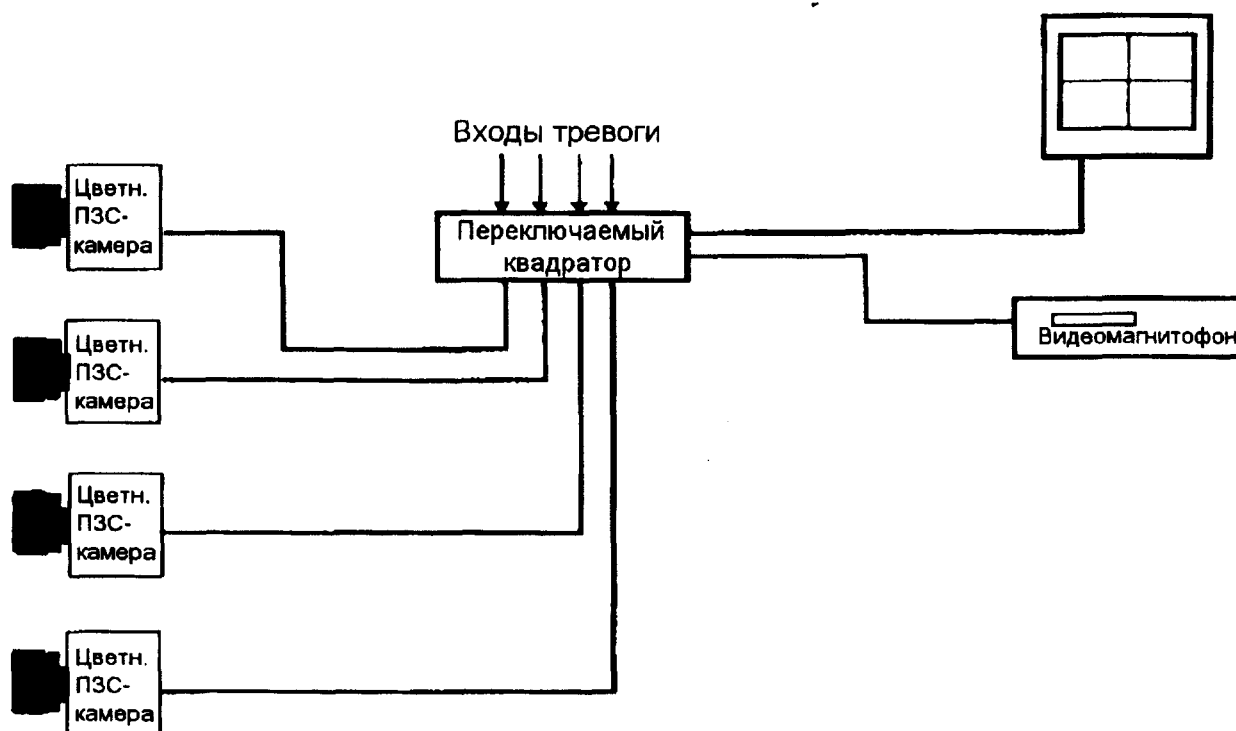 Входы тревоги
Цветн.
ПЗС-
камера
Переключаемый
квадратор
Видеомагнитофон
Цветн.
ПЗС-
камера
Цветн.
ПЗС-
камера
Цветн.
ПЗС-
камера